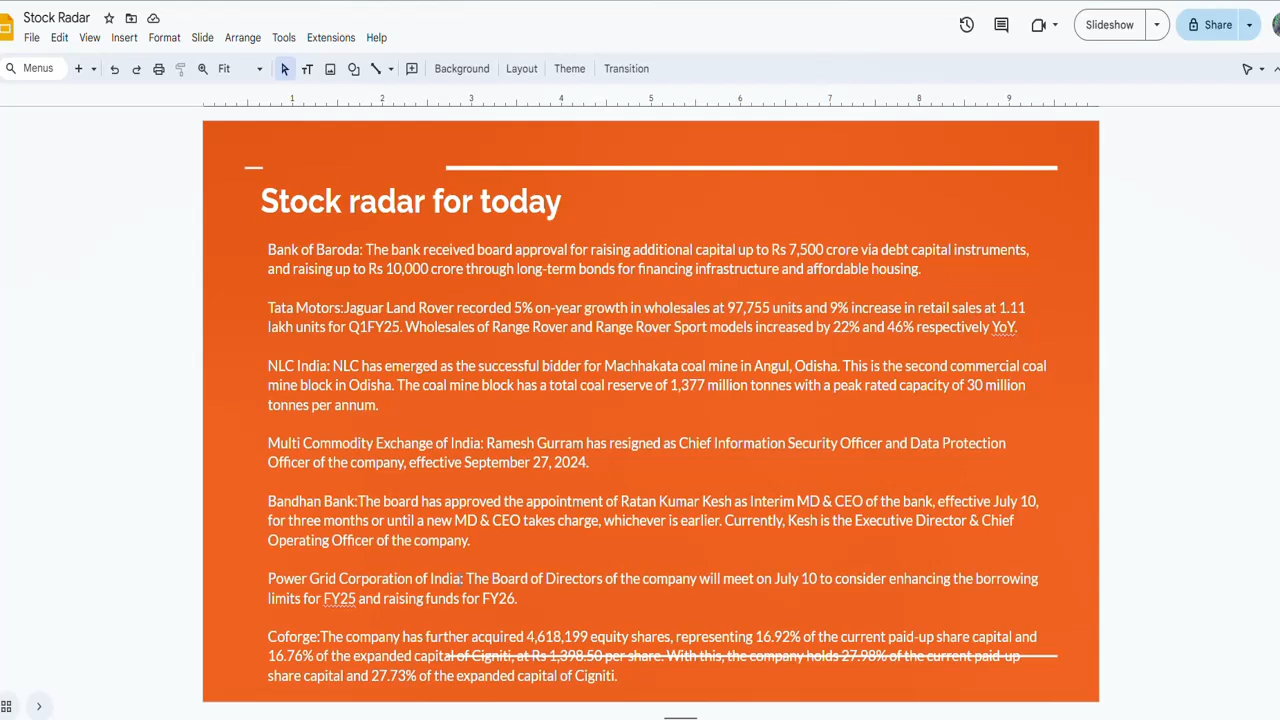 Stock Radar
File Edit View Insert Format Slide Arrange Tools Extensions Help
Slideshow
Share
Menus
Fit
Background Layout Theme Transition
1 2 3 4 5 6 7 8 9
Stock radar for today
Bank of Baroda: The bank received board approval for raising additional capital up to Rs 7,500 crore via debt capital instruments,
and raising up to Rs 10,000 crore through long-term bonds for financing infrastructure and affordable housing.
Tata Motors:Jaguar Land Rover recorded 5% on-year growth in wholesales at 97,755 units and 9% increase in retail sales at 1.11
lakh units for Q1FY25. Wholesales of Range Rover and Range Rover Sport models increased by 22% and 46% respectively YoY.
NLC India: NLC has emerged as the successful bidder for Machhakata coal mine in Angul, Odisha. This is the second commercial coal
mine block in Odisha. The coal mine block has a total coal reserve of 1,377 million tonnes with a peak rated capacity of 30 million
tonnes per annum.
Multi Commodity Exchange of India: Ramesh Gurram has resigned as Chief Information Security Officer and Data Protection
Officer of the company, effective September 27, 2024.
Bandhan Bank:The board has approved the appointment of Ratan Kumar Kesh as Interim MD & CEO of the bank, effective July 10,
for three months or until a new MD & CEO takes charge, whichever is earlier. Currently, Kesh is the Executive Director & Chief
Operating Officer of the company.
Power Grid Corporation of India: The Board of Directors of the company will meet on July 10 to consider enhancing the borrowing
limits for FY25 and raising funds for FY26.
Coforge:The company has further acquired 4,618,199 equity shares, representing 16.92% of the current paid-up share capital and
16.76% of the expanded capital of Cigniti, at Rs 1,398.50 per share. With this, the company holds 27.98% of the current paid-up
share capital and 27.73% of the expanded capital of Cigniti.